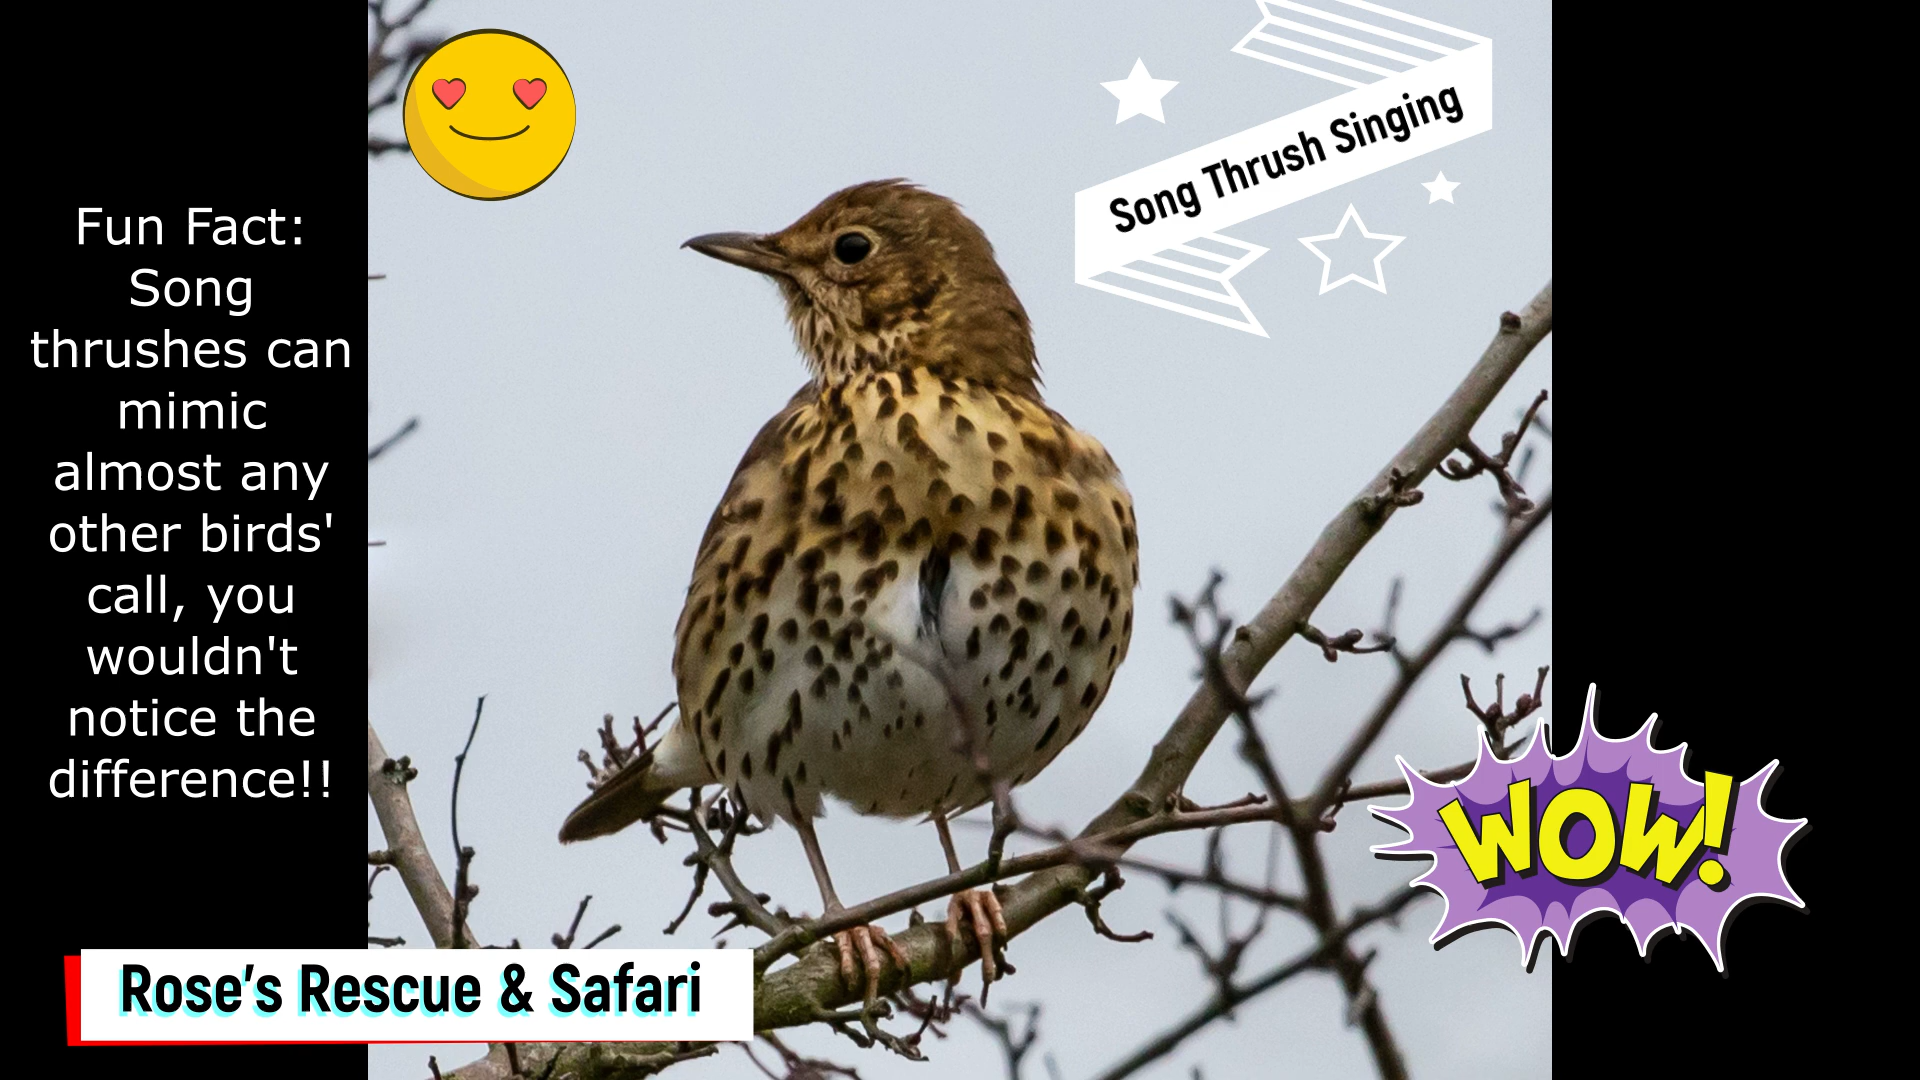 Song Thrush Singing
Fun Fact:
Song
thrushes can
mimic
almost any
other birds'
call, you
wouldn't
notice the
difference!!
WOW!
Rose's Rescue & Safari